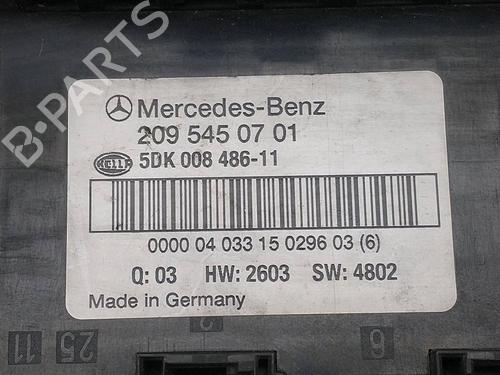 B-PARTS
Mercedes-Benz
209 545 07 01
HELLA 5DK 008 486-11
0000 04 033 15 0296 03 (6)
Q: 03 HW: 2603 SW: 4802
Made in Germany
2
11 25 6